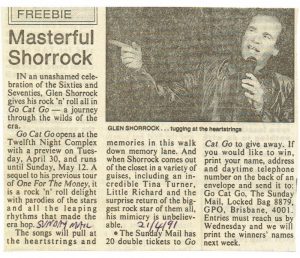 FREEBIE
Masterful
Shorrock
IN an unashamed cele-
bration of the Sixties and
Seventies, Glen Shorrock
gives his rock 'n' roll all in
Go Cat Go — a journey
through the wilds of the
era.
Go Cat Go opens at the
Twelfth Night Complex
with a preview on Tues-
day, April 30, and runs
until Sunday, May 12. A
sequel to his previous tour
of One For The Money, it
is a rock 'n' roll delight
with parodies of the stars
and all the leaping
rhythms that made the
era hop. SUNDAY MAIL
The songs will pull at
the heartstrings and
GLEN SHORROCK . . . tugging at the heartstrings
memories in this walk
down memory lane. And
when Shorrock comes out
of the closet in a variety of
guises, including an in-
credible Tina Turner,
Little Richard and the
surprise return of the big-
gest rock star of them all,
his mimicry is unbeliev-
able. 21/4/91
● The Sunday Mail has
20 double tickets to Go
Cat Go to give away. If
you would like to win,
print your name, address
and daytime telephone
number on the back of an
envelope and send it to:
Go Cat Go, The Sunday
Mail, Locked Bag 8879,
GPO, Brisbane, 4001.
Entries must reach us by
Wednesday and we will
print the winners' names
next week.